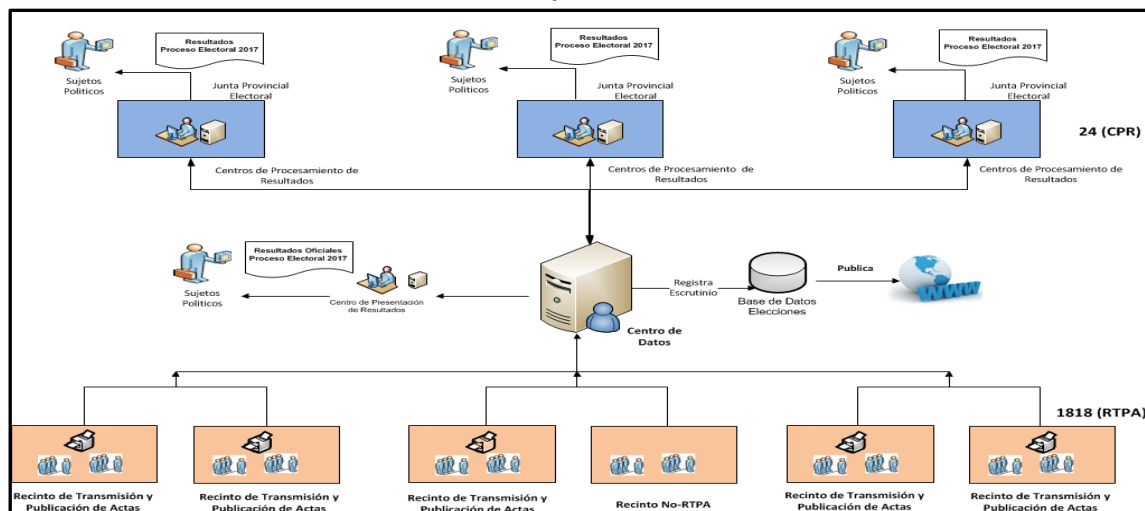 Resultados
Proceso Electoral 2017
Sujetos
Politicos
Junta Provincial
Electoral
Centros de Procesamiento de
Resultados
Resultados
Proceso Electoral 2017
Sujetos
Politicos
Junta Provincial
Electoral
Centros de Procesamiento de
Resultados
Resultados
Proceso Electoral 2017
Sujetos
Politicos
Junta Provincial
Electoral
Centros de Procesamiento de
Resultados
24 (CPR)
Resultados Oficiales
Proceso Electoral 2017
Sujetos
Politicos
Centro de Presentación
de Resultados
Centro de
Datos
Registra
Escrutinio
Base de Datos
Elecciones
Publica
WWW
1818 (RTPA)
Recinto de Transmisión y
Publicación de Actas
Recinto de Transmisión y
Publicación de Actas
Recinto de Transmisión y
Publicación de Actas
Recinto No-RTPA
Recinto de Transmisión y
Publicación de Actas
Recinto de Transmisión y
Publicación de Actas